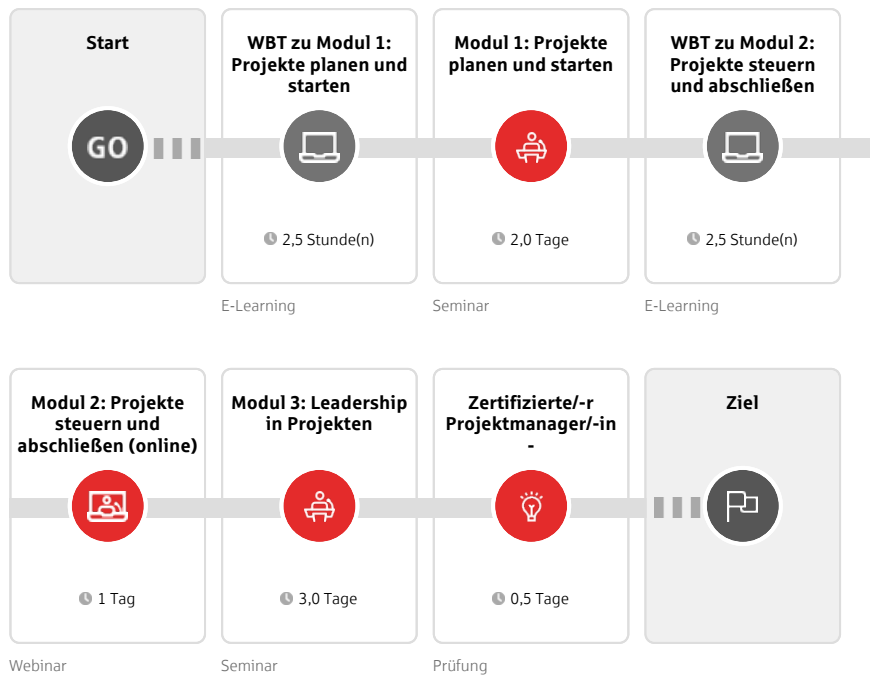 Start
WBT zu Modul 1:
Projekte planen und
starten
Modul 1: Projekte
planen und starten
WBT zu Modul 2:
Projekte steuern
und abschließen
GO
2,5 Stunde(n)
2,0 Tage
2,5 Stunde(n)
E-Learning
Seminar
E-Learning
Modul 2: Projekte
steuern und
abschließen (online)
Modul 3: Leadership
in Projekten
Zertifizierte/-r
Projektmanager/-in
-
Ziel
1 Tag
3,0 Tage
0,5 Tage
Webinar
Seminar
Prüfung